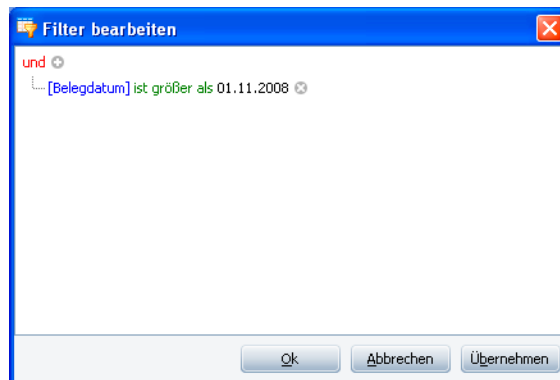 Filter bearbeiten
und
[Belegdatum] ist größer als 01.11.2008
Ok Abbrechen Übernehmen